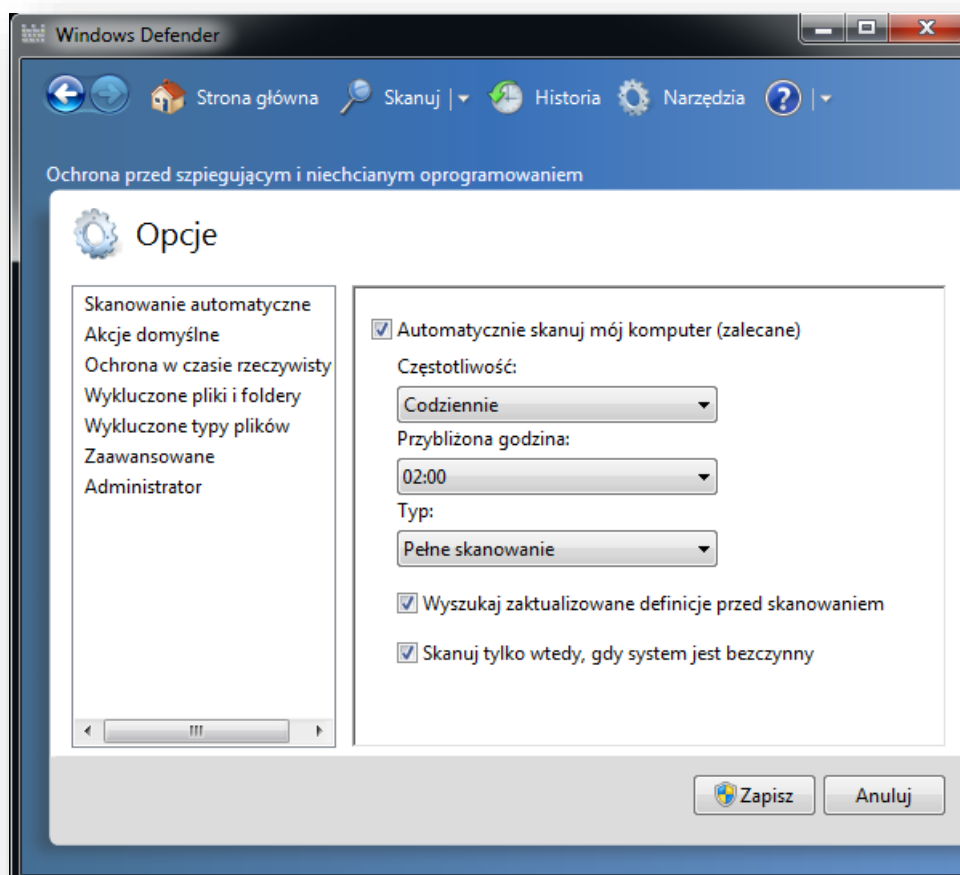 Windows Defender
Strona główna Skanuj Historia Narzędzia ?
Ochrona przed szpiegującym i niechcianym oprogramowaniem
Opcje
Skanowanie automatyczne
Akcje domyślne
Ochrona w czasie rzeczywisty
Wykluczone pliki i foldery
Wykluczone typy plików
Zaawansowane
Administrator
Automatycznie skanuj mój komputer (zalecane)
Częstotliwość:
Codziennie
Przybliżona godzina:
02:00
Typ:
Pełne skanowanie
Wyszukaj zaktualizowane definicje przed skanowaniem
Skanuj tylko wtedy, gdy system jest bezczynny
Zapisz Anuluj